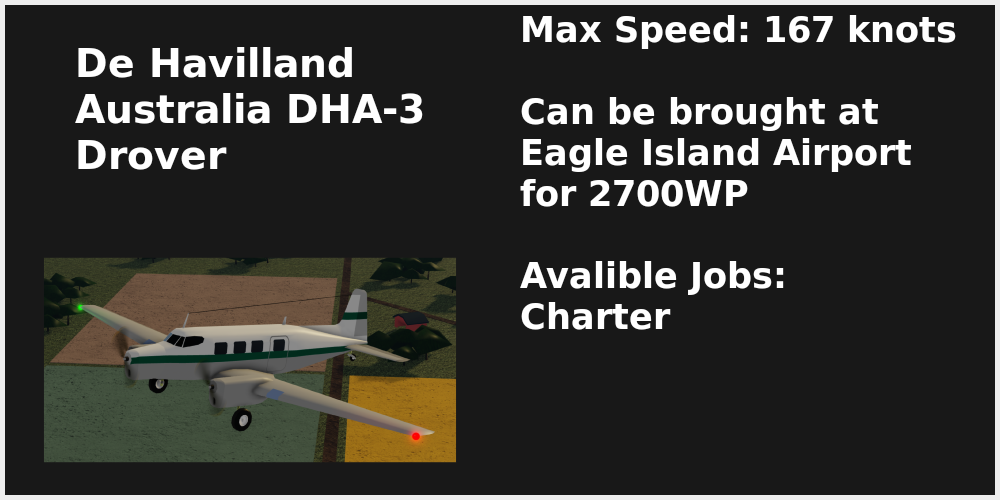 De Havilland
Australia DHA-3
Drover
Max Speed: 167 knots
Can be brought at
Eagle Island Airport
for 2700WP
Avalible Jobs:
Charter